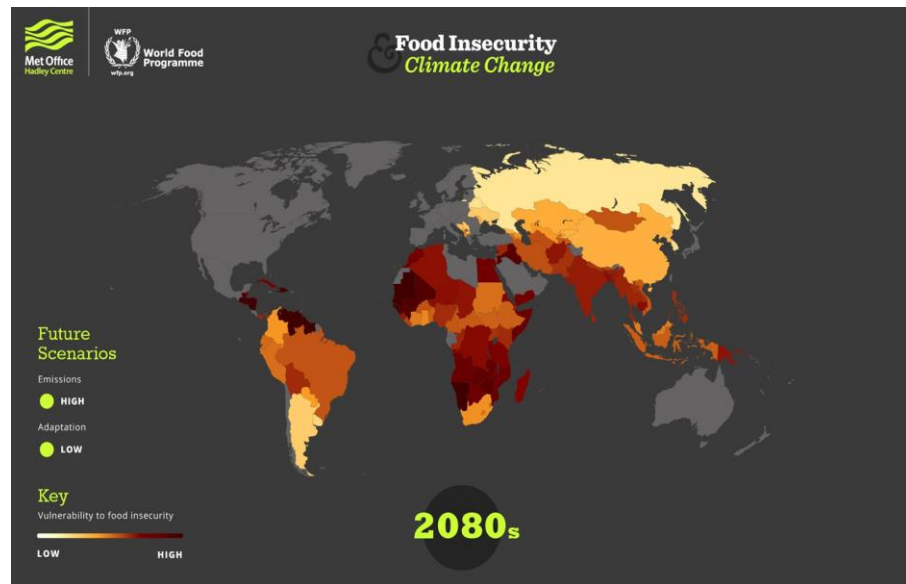 Met Office
Hadley Centre
WFP
wfp.org
World Food
Programme
& Food Insecurity
Climate Change
Future
Scenarios
Emissions
HIGH
Adaptation
LOW
Key
Vulnerability to food insecurity
LOW
HIGH
2080s